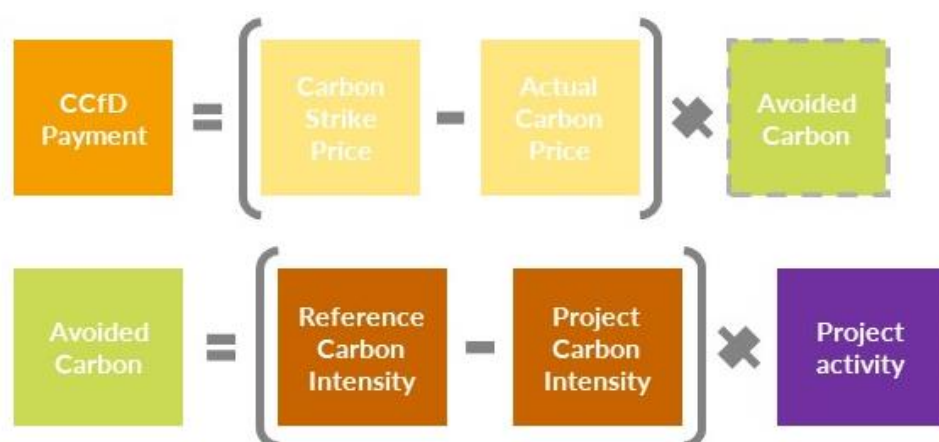 CCfD Payment = ( Carbon Strike Price - Actual Carbon Price ) × Avoided Carbon
Avoided Carbon = ( Reference Carbon Intensity - Project Carbon Intensity ) × Project activity